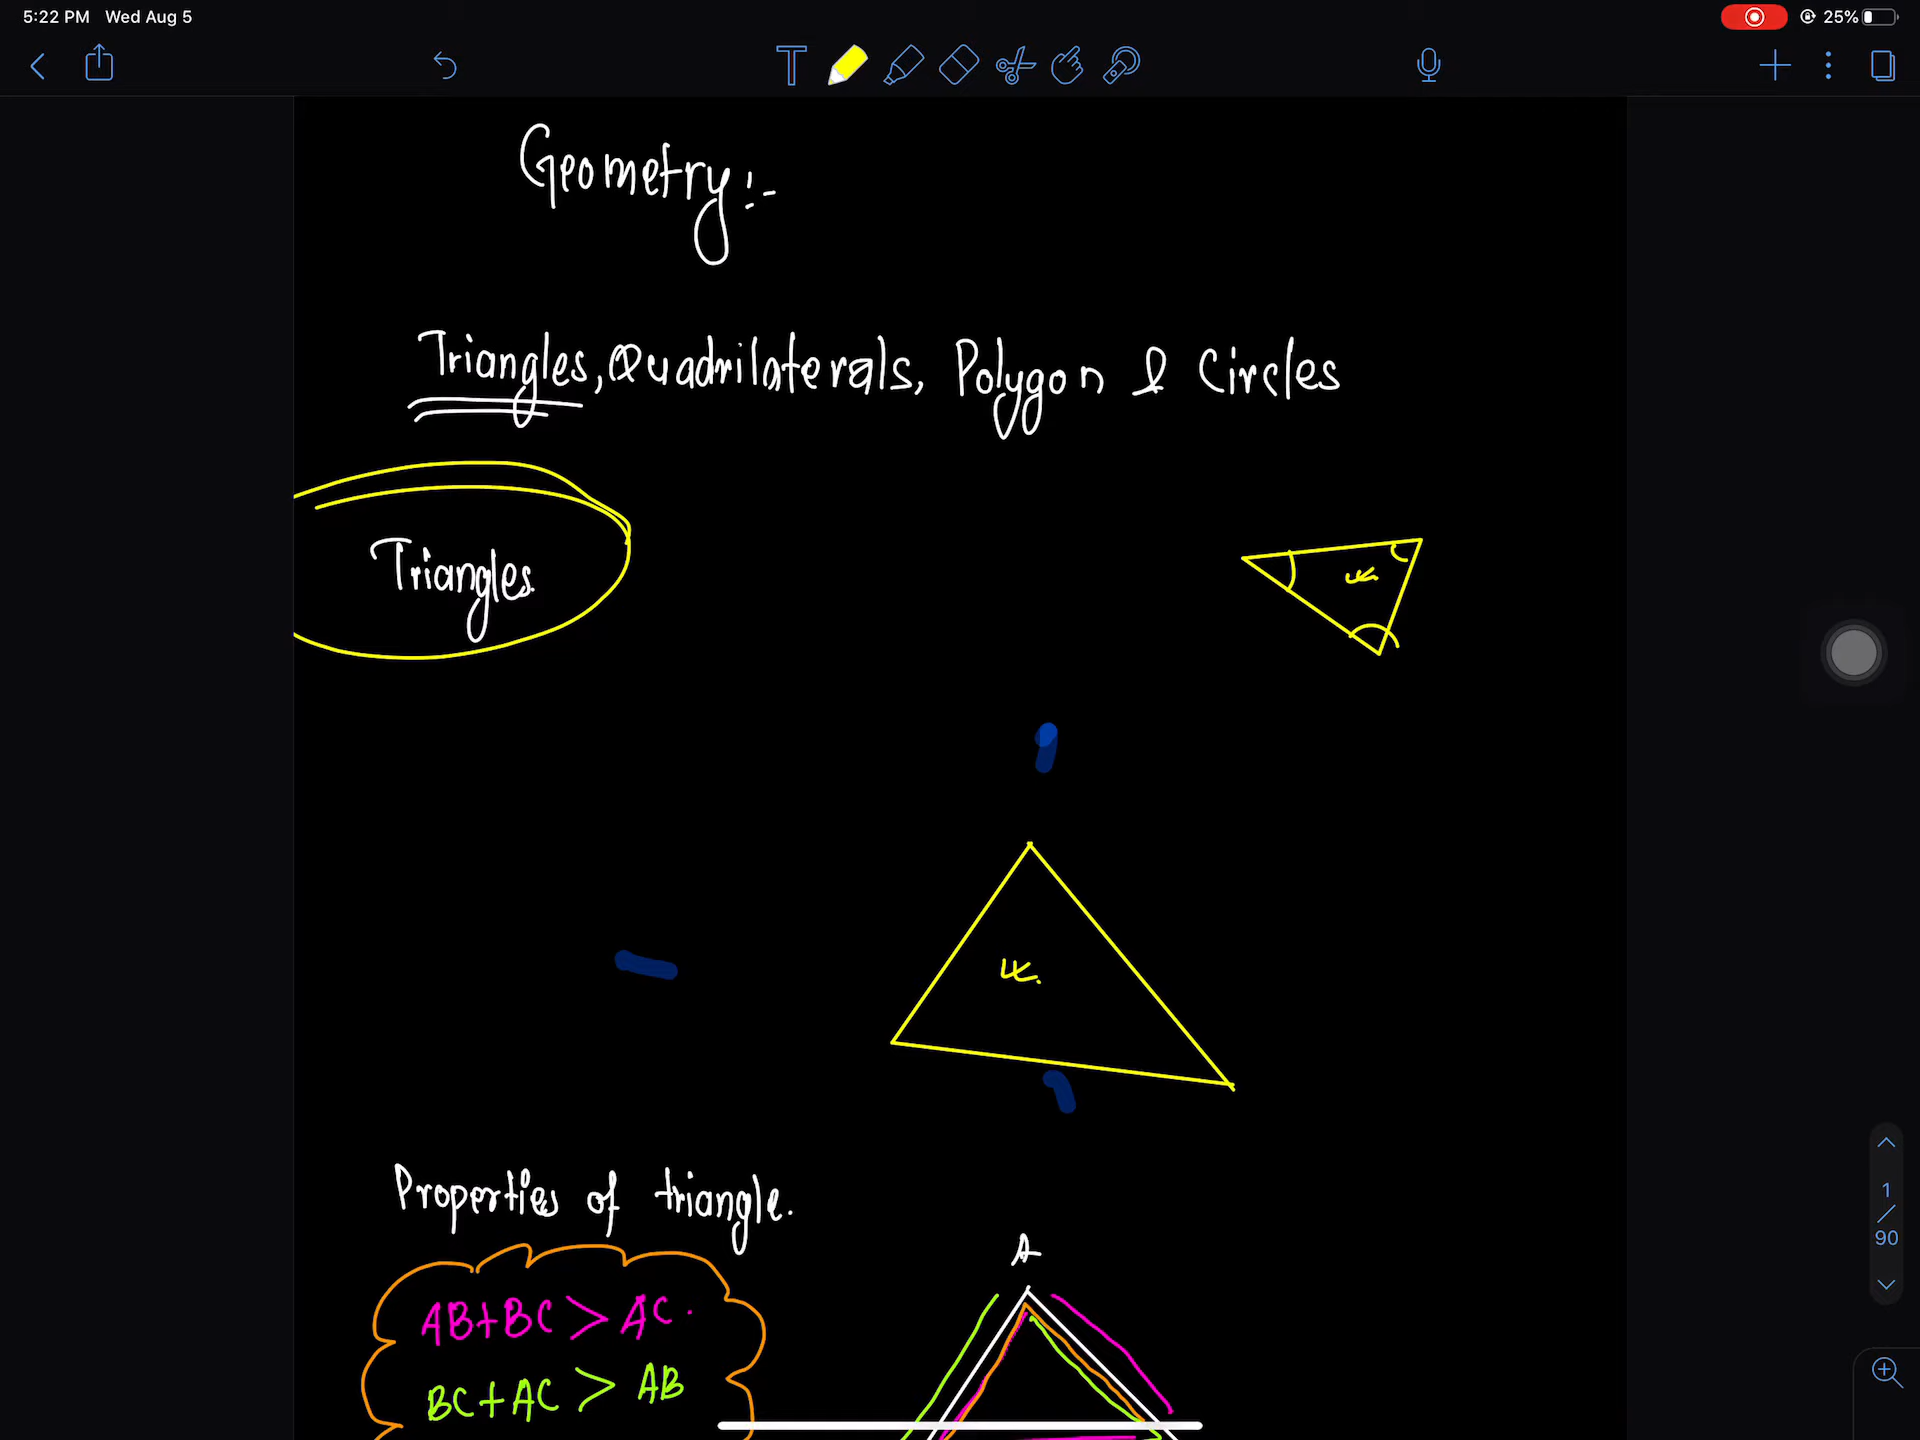 5:22 PM Wed Aug 5
25%
Geometry:-
Triangles, Quadrilaterals, Polygon & Circles
Triangles.
Properties of triangle.
A
AB+BC > AC.
BC+AC > AB
1
/
90